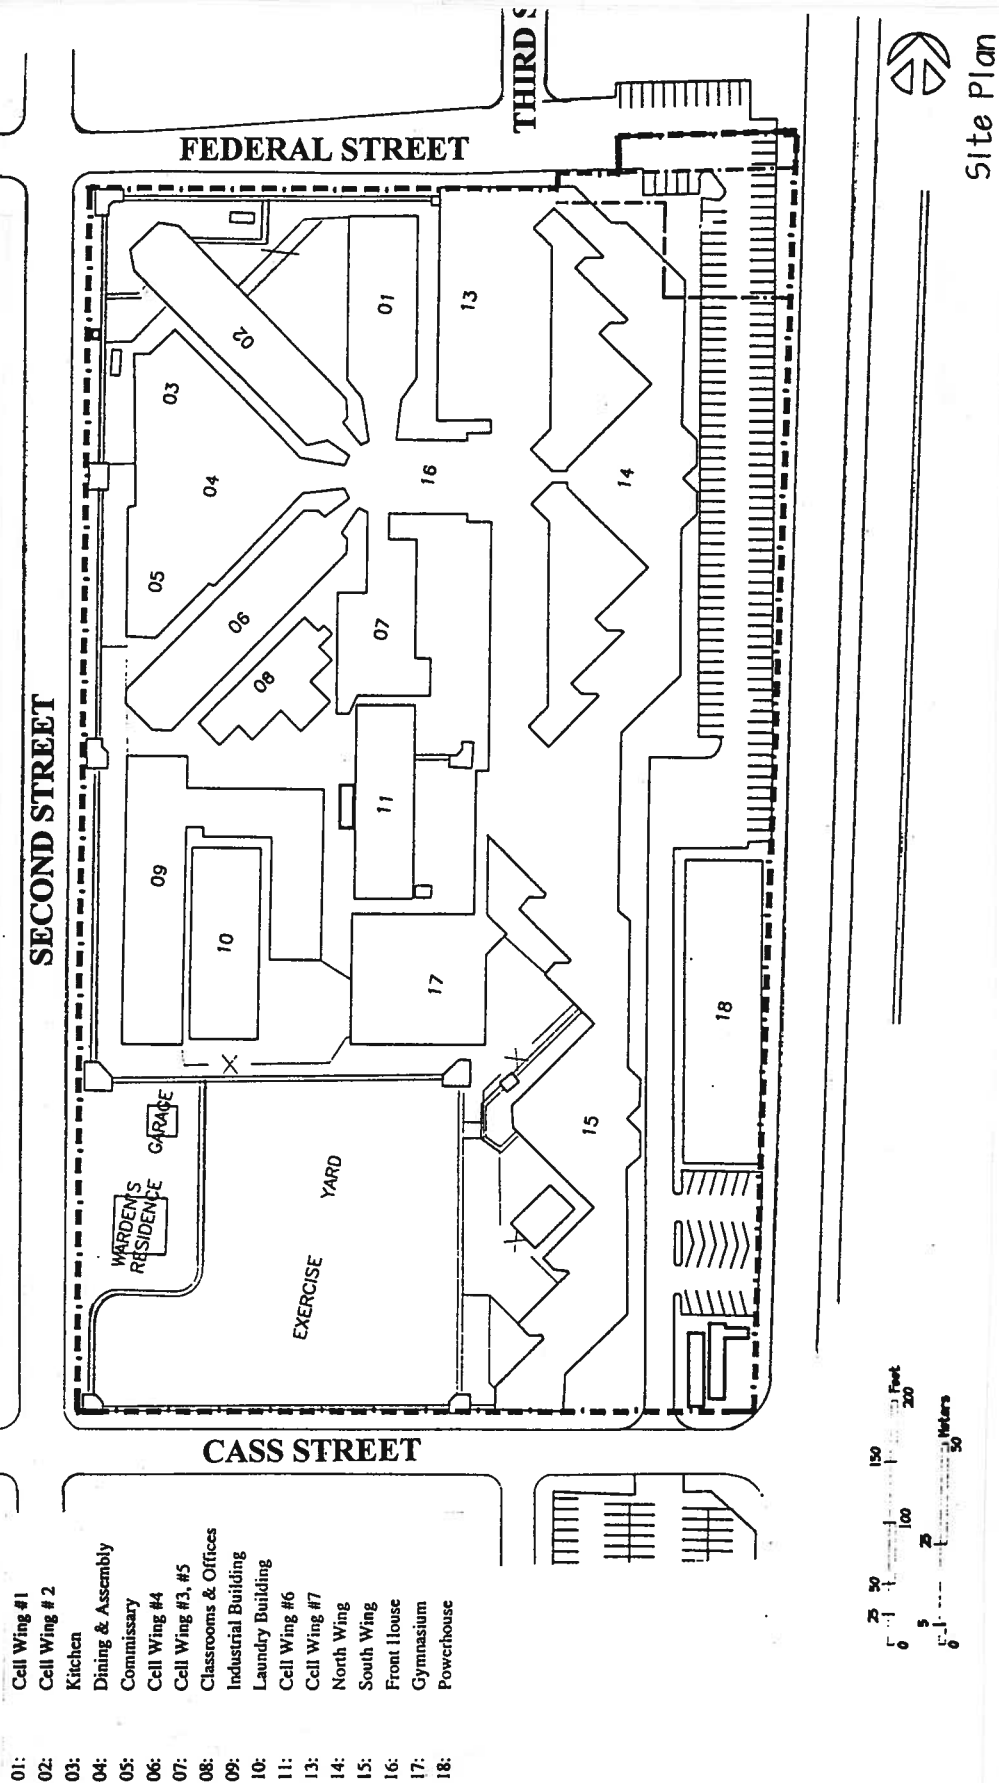 THIRD S
FEDERAL STREET
SECOND STREET
CASS STREET
Site Plan
01
02
03
04
05
06
07
08
09
10
11
13
14
15
16
17
18
GARAGE
WARDEN'S
RESIDENCE
EXERCISE YARD
01: Cell Wing #1
02: Cell Wing # 2
03: Kitchen
04: Dining & Assembly
05: Commissary
06: Cell Wing #4
07: Cell Wing #3, #5
08: Classrooms & Offices
09: Industrial Building
10: Laundry Building
11: Cell Wing #6
13: Cell Wing #7
14: North Wing
15: South Wing
16: Front House
17: Gymnasium
18: Powerhouse
0 25 50 100 150 200 Feet
0 5 25 50 Meters